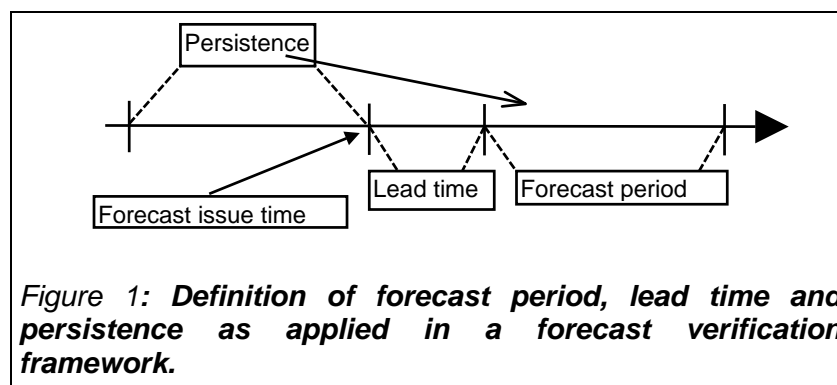 Persistence
Lead time
Forecast period
Forecast issue time
Figure 1: Definition of forecast period, lead time and
persistence as applied in a forecast verification
framework.